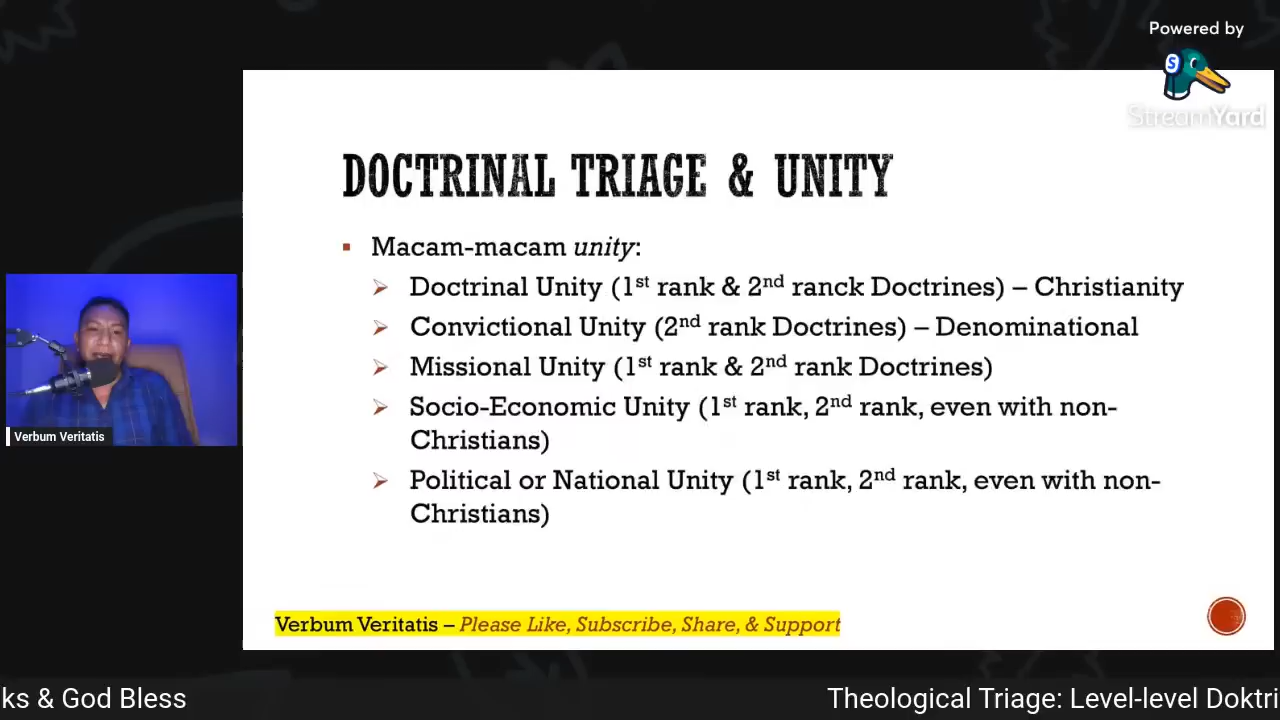 Powered by
StreamYard
DOCTRINAL TRIAGE & UNITY
Macam-macam unity:
Doctrinal Unity (1st rank & 2nd ranck Doctrines) – Christianity
Convictional Unity (2nd rank Doctrines) – Denominational
Missional Unity (1st rank & 2nd rank Doctrines)
Socio-Economic Unity (1st rank, 2nd rank, even with non-
Christians)
Political or National Unity (1st rank, 2nd rank, even with non-
Christians)
Verbum Veritatis
Verbum Veritatis – Please Like, Subscribe, Share, & Support
ks & God Bless
Theological Triage: Level-level Doktri